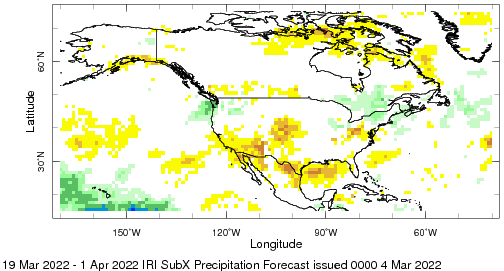 60°N
Latitude
30°N
150°W 120°W 90°W 60°W
Longitude
19 Mar 2022 - 1 Apr 2022 IRI SubX Precipitation Forecast issued 0000 4 Mar 2022